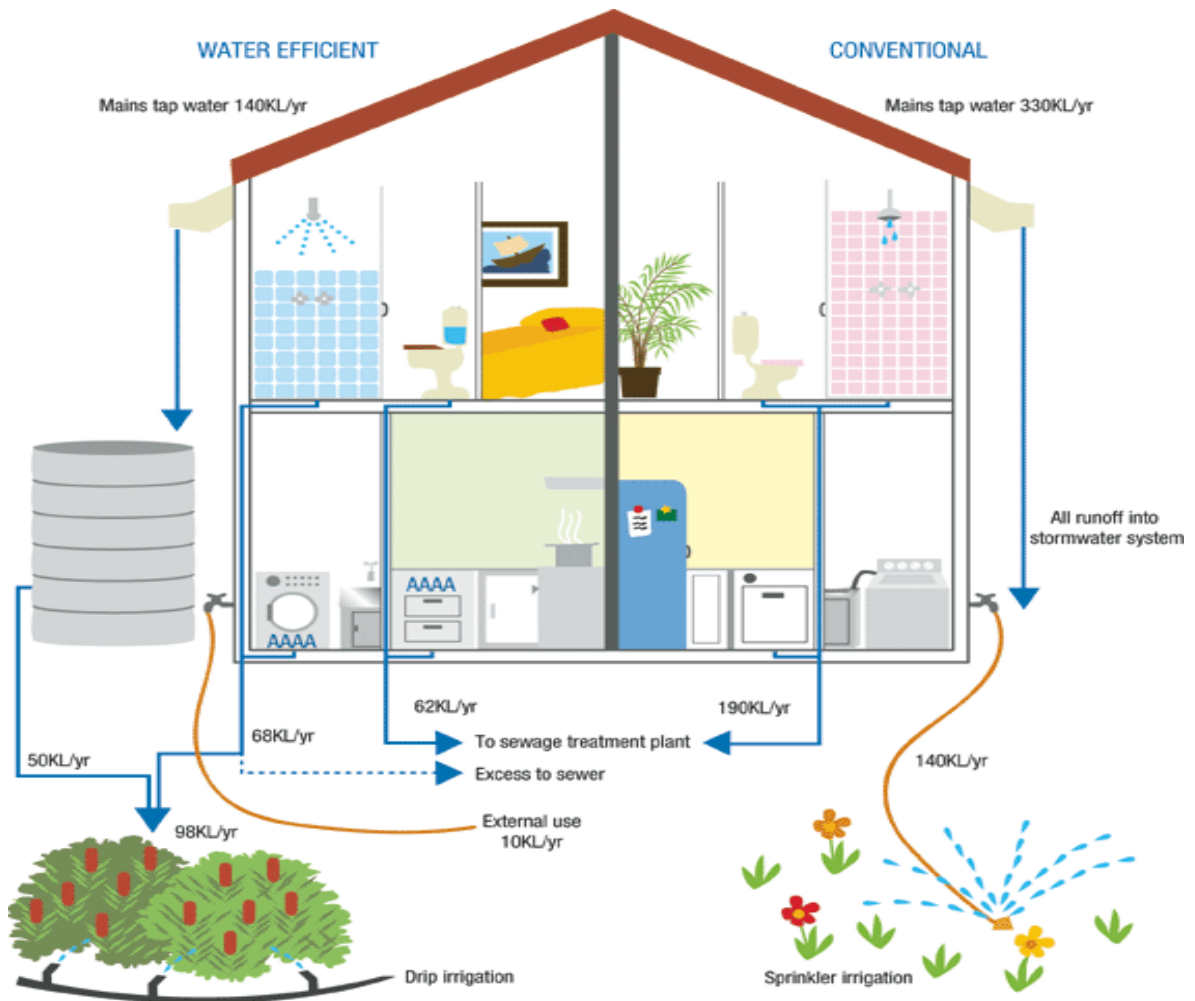 WATER EFFICIENT
CONVENTIONAL
Mains tap water 140KL/yr
Mains tap water 330KL/yr
All runoff into
stormwater system
AAAA
AAAA
62KL/yr
190KL/yr
68KL/yr
To sewage treatment plant
50KL/yr
140KL/yr
Excess to sewer
External use
10KL/yr
98KL/yr
Drip irrigation
Sprinkler irrigation